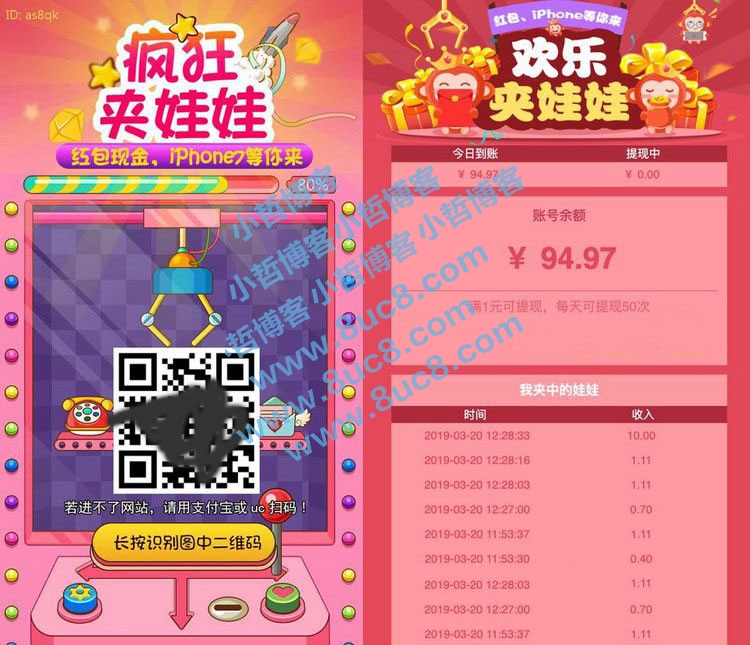 ID: as8qk
疯狂
夹娃娃
红包现金，iPhone7等你来
80%
若进不了网站，请用支付宝或 uc 扫码！
长按识别图中二维码
红包、iPhone等你来
欢乐
夹娃娃
今日到账 提现中
¥ 94.97 ¥ 0.00
账号余额
¥ 94.97
满1元可提现，每天可提现50次
我夹中的娃娃
时间 收入
2019-03-20 12:28:33 10.00
2019-03-20 12:28:16 1.11
2019-03-20 12:28:03 1.11
2019-03-20 12:27:00 0.70
2019-03-20 11:53:37 1.11
2019-03-20 11:53:30 0.40
2019-03-20 12:28:03 1.11
2019-03-20 12:27:00 0.70
2019-03-20 11:53:37 1.11
小哲博客 小哲博客 小哲博客
小哲博客 小哲博客 小哲博客
www.8uc8.com
www.8uc8.com
www.8uc8.com